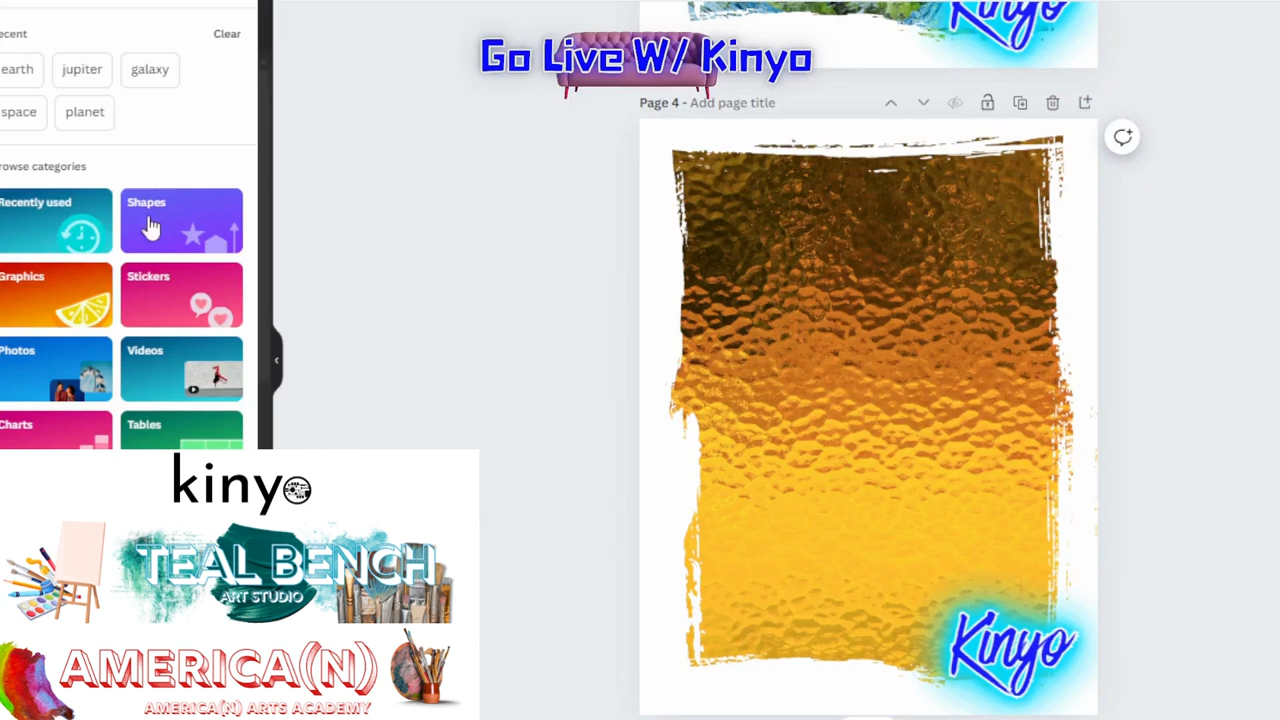 ecent
Clear
earth
jupiter
galaxy
space
planet
rowse categories
Recently used
Shapes
Graphics
Stickers
Photos
Videos
Charts
Tables
Go Live W/ Kinyo
Kinyo
Page 4 - Add page title
Kinyo
kinyo
TEAL BENCH
ART STUDIO
AMERICA(N)
AMERICA(N) ARTS ACADEMY